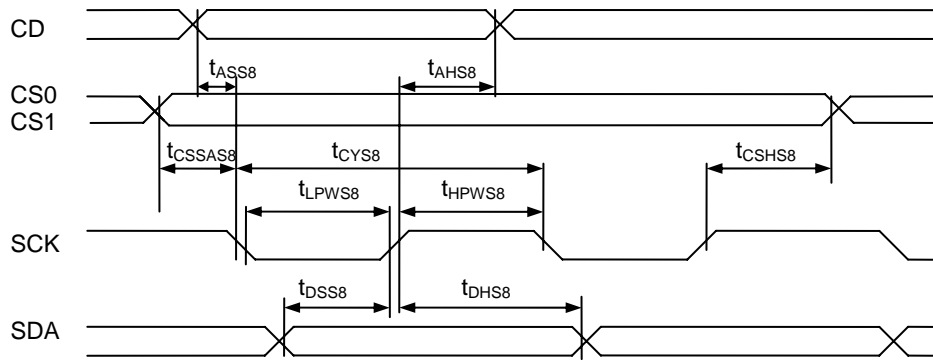 CD
tASS8 tAHS8
CS0
CS1
tCSSAS8 tCYS8 tCSHS8
tLPWS8 tHPWS8
SCK
tDSS8 tDHS8
SDA